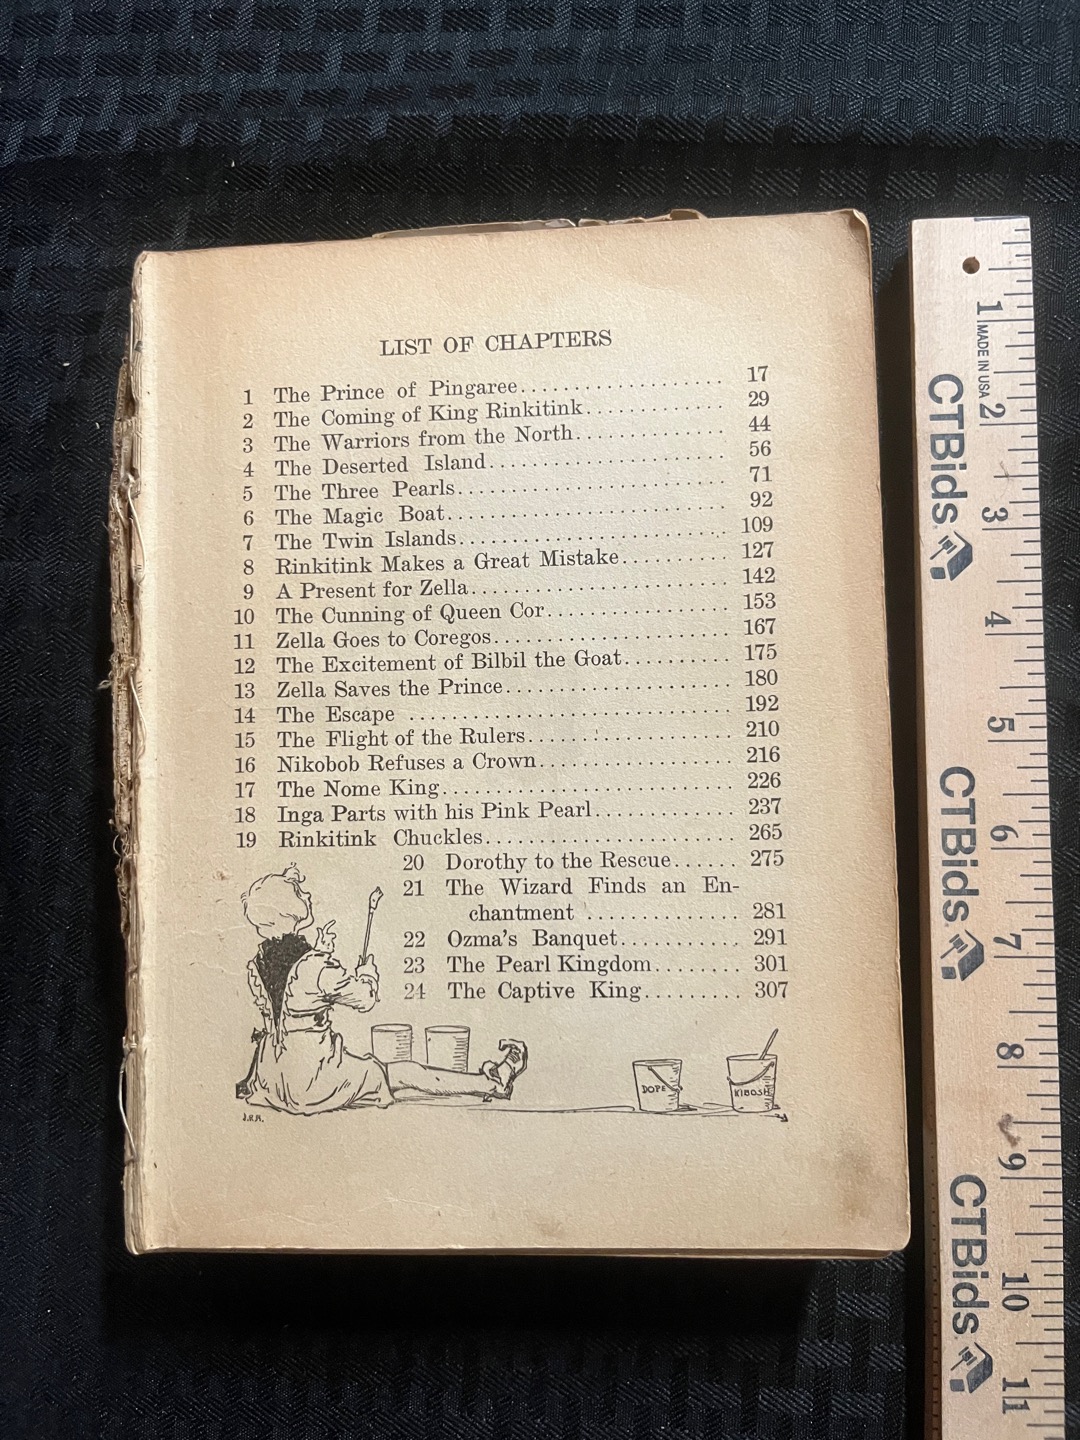 LIST OF CHAPTERS
1 The Prince of Pingaree.................... 17
2 The Coming of King Rinkitink............. 29
3 The Warriors from the North.............. 44
4 The Deserted Island...................... 56
5 The Three Pearls......................... 71
6 The Magic Boat........................... 92
7 The Twin Islands......................... 109
8 Rinkitink Makes a Great Mistake.......... 127
9 A Present for Zella...................... 142
10 The Cunning of Queen Cor................. 153
11 Zella Goes to Coregos.................... 167
12 The Excitement of Bilbil the Goat.......... 175
13 Zella Saves the Prince..................... 180
14 The Escape .............................. 192
15 The Flight of the Rulers.................. 210
16 Nikobob Refuses a Crown.................. 216
17 The Nome King........................... 226
18 Inga Parts with his Pink Pearl............. 237
19 Rinkitink Chuckles....................... 265
20 Dorothy to the Rescue...... 275
21 The Wizard Finds an En-
chantment .............. 281
22 Ozma's Banquet........... 291
23 The Pearl Kingdom........ 301
24 The Captive King......... 307
DOPE
KIBOSH
J.R.N.
1 2 3 4 5 6 7 8 9 10 11
MADE IN USA
CTBids
CTBids
CTBids